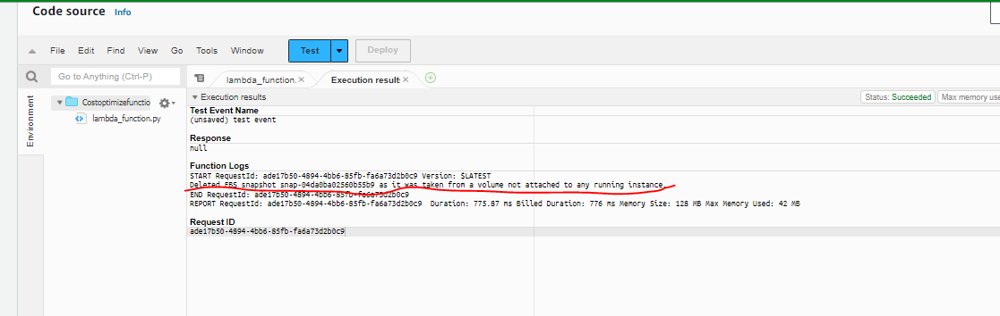 Code source Info
File Edit Find View Go Tools Window Test Deploy
Go to Anything (Ctrl-P)
lambda_function. Execution results
Environment
Costoptimizefunctio
lambda_function.py
Execution results
Status: Succeeded
Max memory use
Test Event Name
(unsaved) test event
Response
null
Function Logs
START RequestId: ade17b50-4894-4bb6-85fb-fa6a73d2b0c9 Version: $LATEST
Deleted EBS snapshot snap-04da0ba02560b55b9 as it was taken from a volume not attached to any running instance.
END RequestId: ade17b50-4894-4bb6-85fb-fa6a73d2b0c9
REPORT RequestId: ade17b50-4894-4bb6-85fb-fa6a73d2b0c9 Duration: 775.87 ms Billed Duration: 776 ms Memory Size: 128 MB Max Memory Used: 42 MB
Request ID
ade17b50-4894-4bb6-85fb-fa6a73d2b0c9